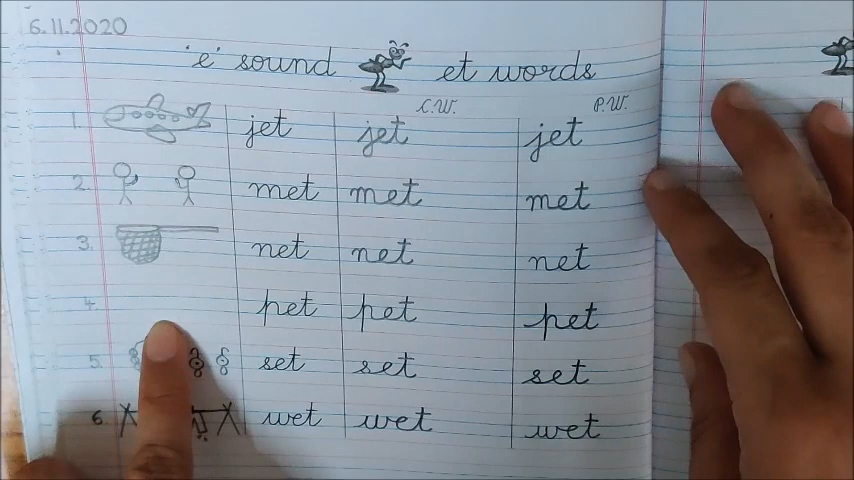 6.11.2020
'e' sound et words
C.W. P.W.
1. jet jet jet
2. met met met
3. net net net
4. pet pet pet
5. set set set
6. wet wet wet